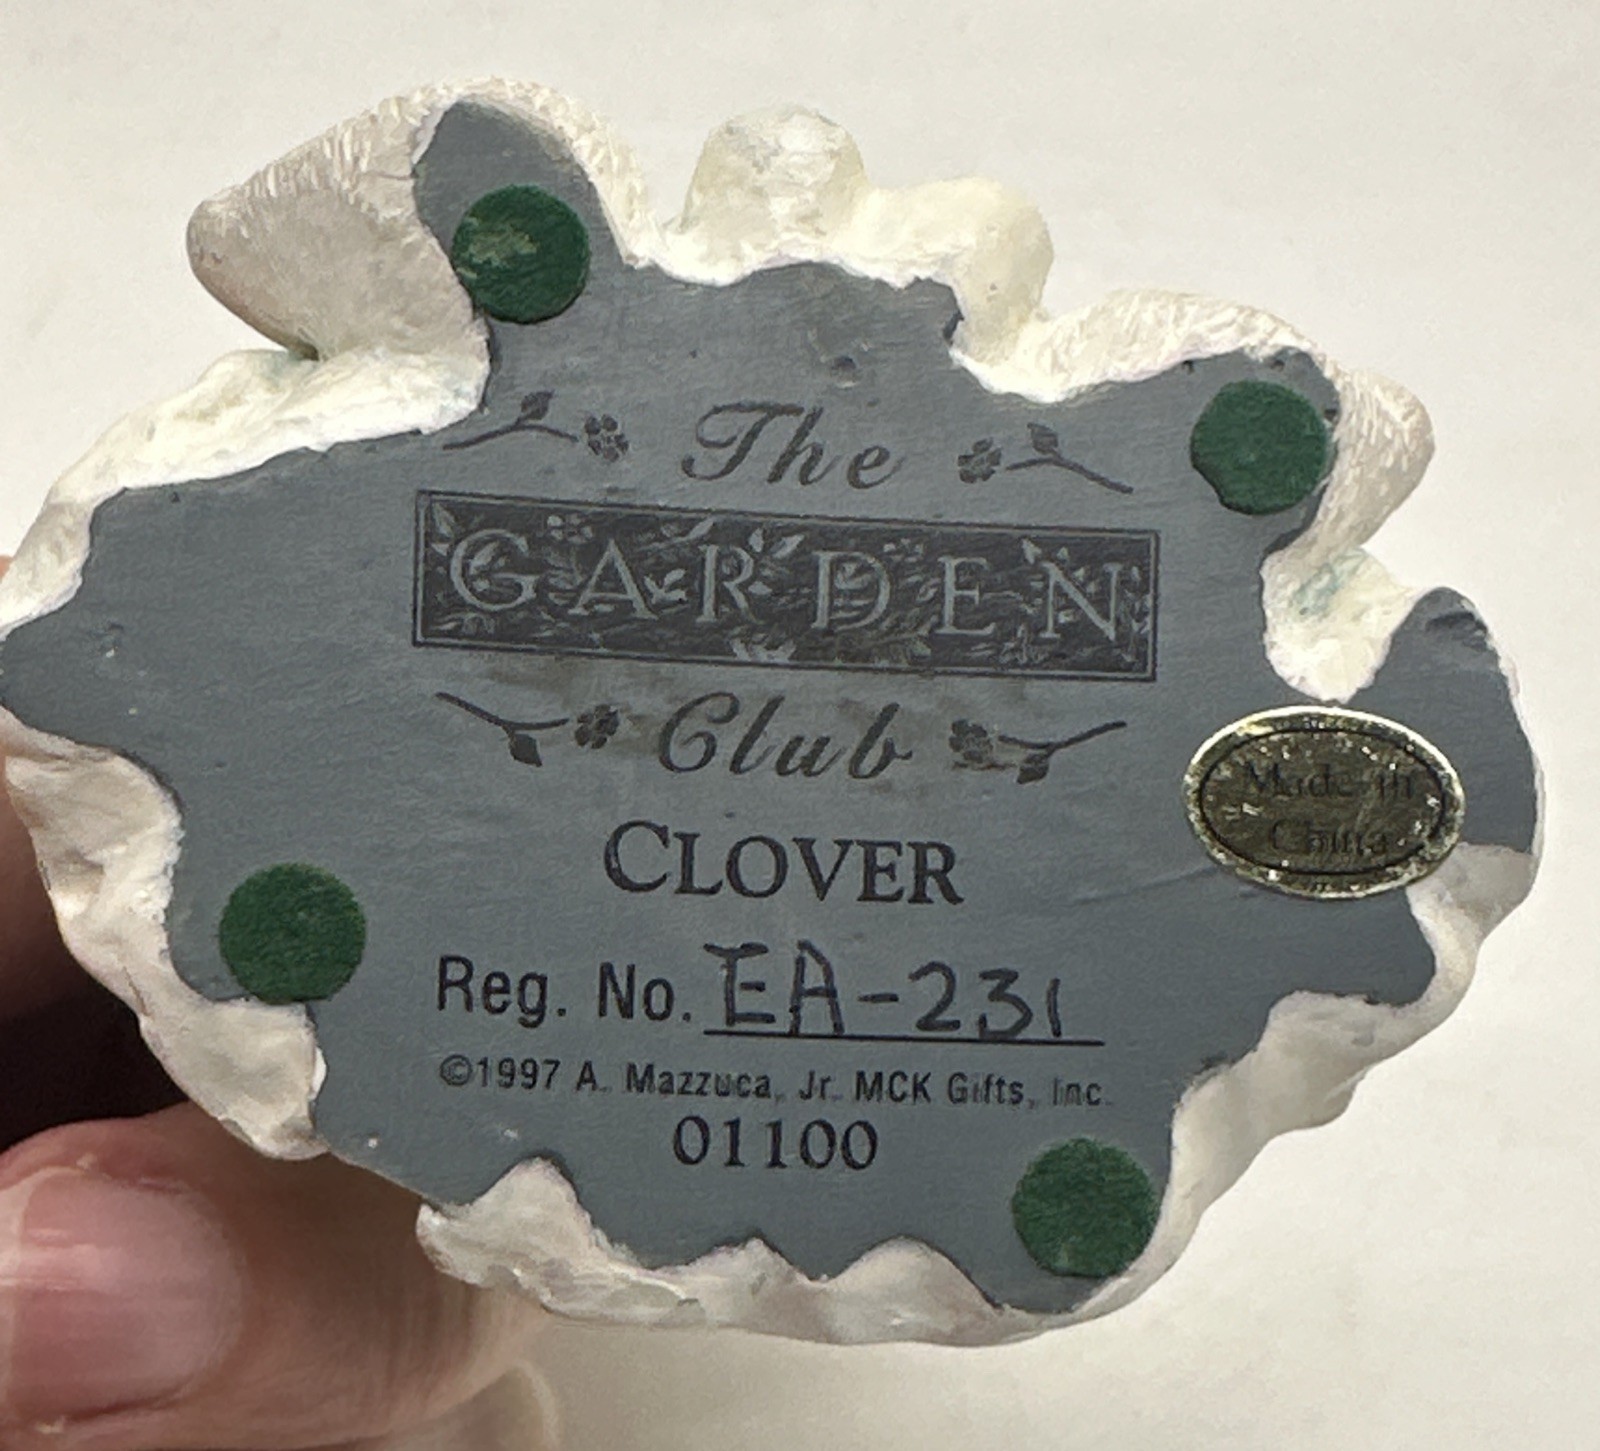 The
GARDEN
Club
CLOVER
Reg. No. EA-231
©1997 A. Mazzuca, Jr. MCK Gifts, Inc.
01100
Made in
China